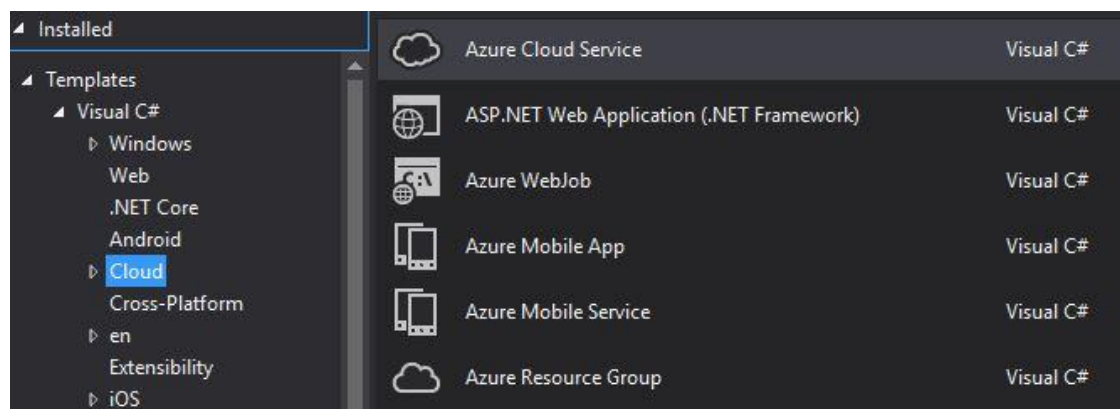 Installed
Templates
Visual C#
Windows
Web
.NET Core
Android
Cloud
Cross-Platform
en
Extensibility
iOS
Azure Cloud Service Visual C#
ASP.NET Web Application (.NET Framework) Visual C#
C:\
Azure WebJob Visual C#
Azure Mobile App Visual C#
Azure Mobile Service Visual C#
Azure Resource Group Visual C#